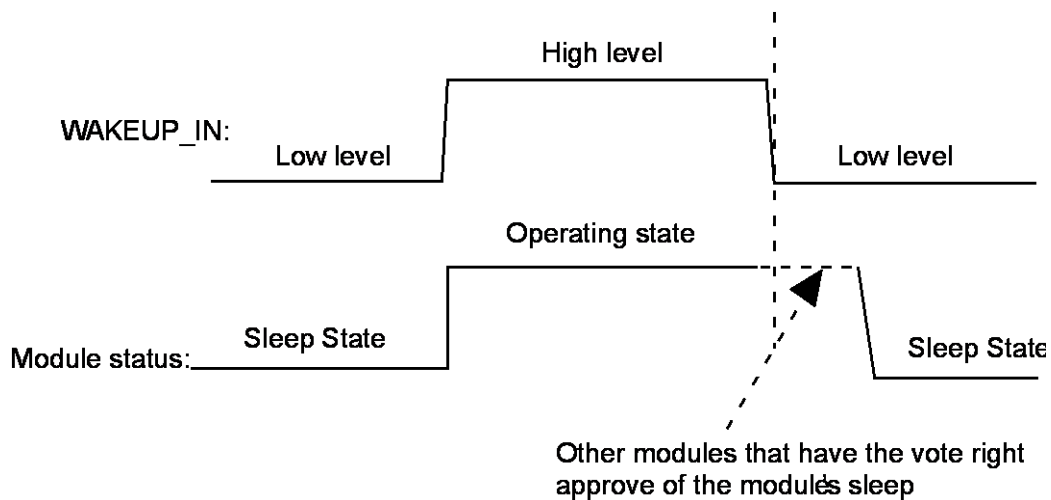 High level
WAKEUP_IN:
Low level
Low level
Operating state
Sleep State
Module status:
Sleep State
Other modules that have the vote right
approve of the module's sleep